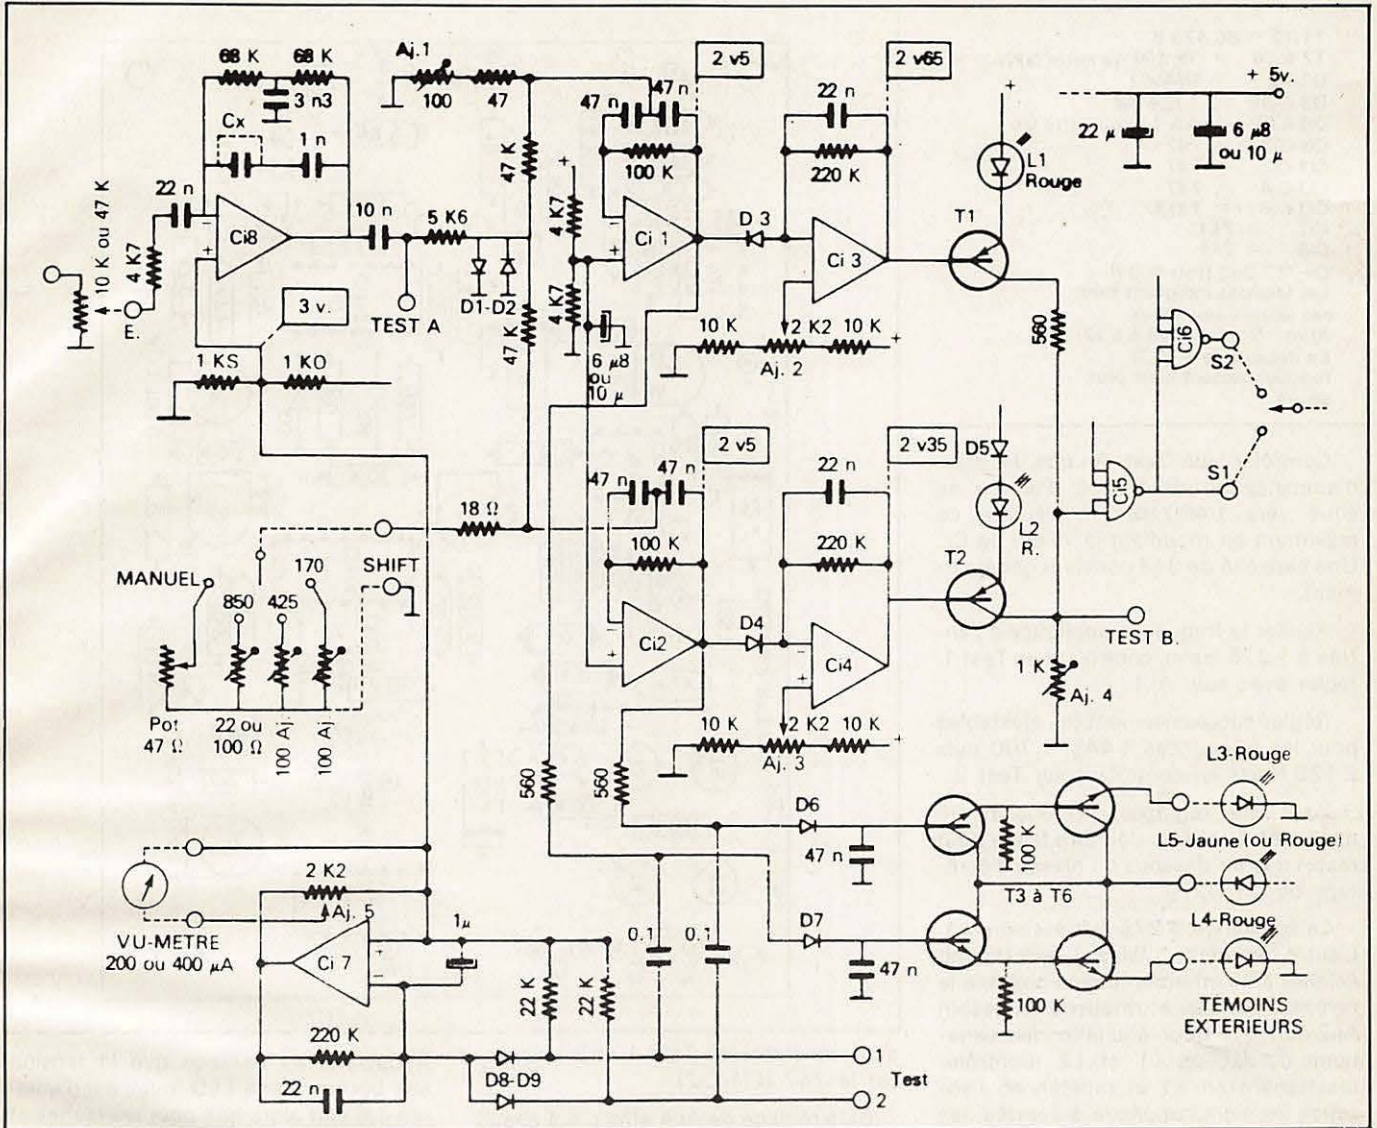 68 K 68 K
3 n3
Cx
1 n
22 n
10 K ou 47 K
4 K7
E.
- +
Ci8
10 n
5 K6
TEST A
D1-D2
3 v.
1 KS 1 KO
Aj.1
100 47
47 K
47 K
+
4 K7
4 K7
6 µ8
ou
10 µ
47 n 47 n
100 K
- +
Ci 1
2 v5
D 3
22 n
220 K
2 v65
Ci 3
10 K 2 K2 10 K +
Aj. 2
T1
+
L1
Rouge
+ 5v.
22 µ
6 µ8
ou 10 µ
560
Ci6
S2
S1
Ci5
MANUEL
850 425 170
18 Ω
SHIFT
Pot
47 Ω
22 ou
100 Ω
100 Aj.
100 Aj.
47 n 47 n
100 K
- +
Ci2
2 v5
D4
22 n
220 K
2 v35
- +
Ci4
10 K 2 K2 10 K +
Aj. 3
D5
L2
R.
T2
TEST B.
1 K
Aj. 4
560
560
VU-METRE
200 ou 400 µA
2 K2
Aj. 5
Ci 7
+ -
1µ
220 K
22 n
22 K
22 K
D8-D9
0.1
0.1
D6
47 n
D7
47 n
100 K
T3 à T6
100 K
L3-Rouge
L5-Jaune (ou Rouge)
L4-Rouge
TEMOINS
EXTERIEURS
1
Test
2